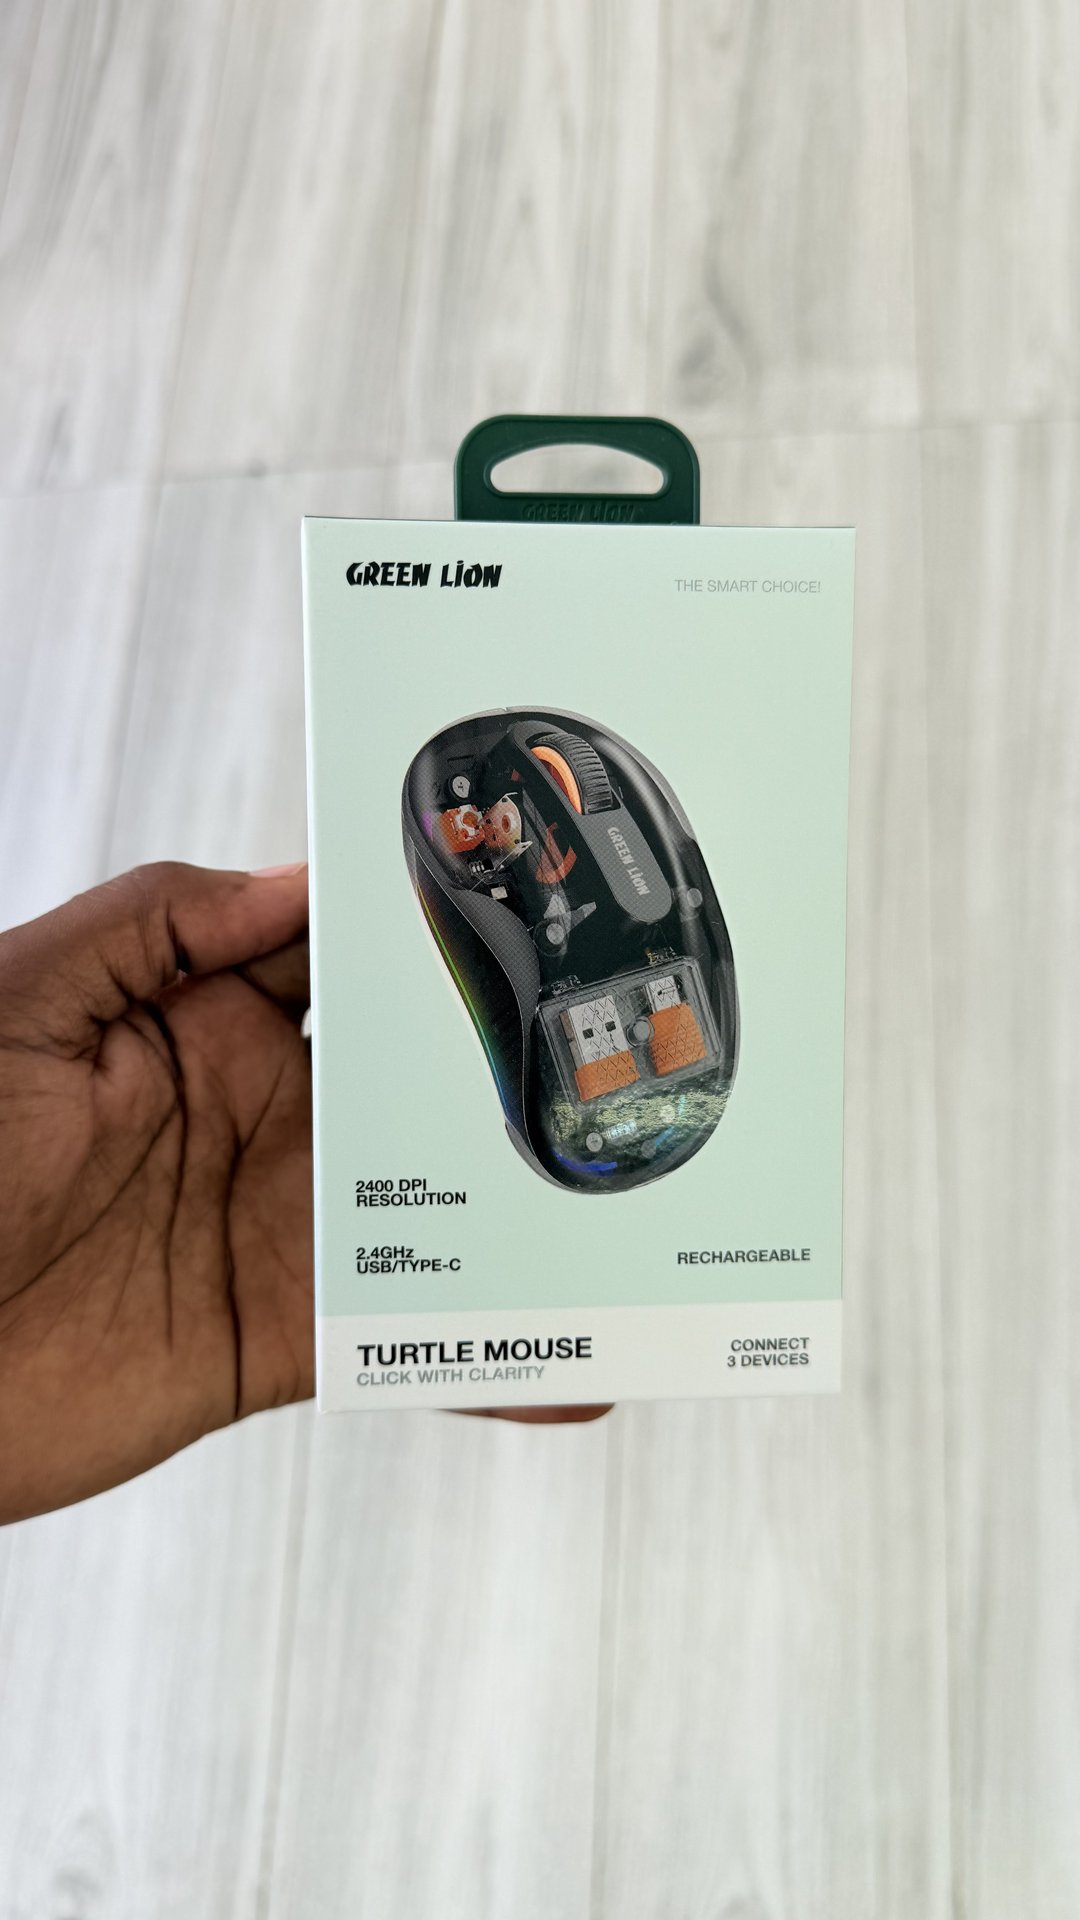 GREEN LION
GREEN LION
THE SMART CHOICE!
GREEN LION
2400 DPI
RESOLUTION
2.4GHz
USB/TYPE-C
RECHARGEABLE
TURTLE MOUSE
CLICK WITH CLARITY
CONNECT
3 DEVICES